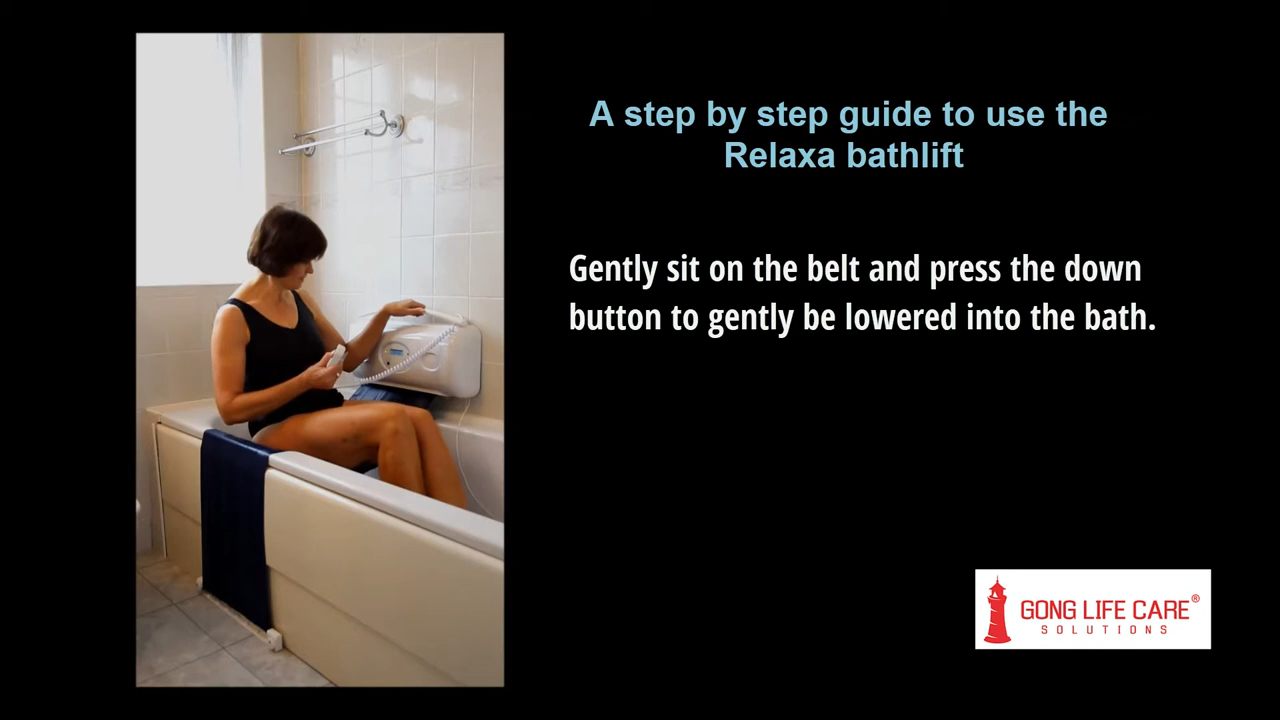 A step by step guide to use the
Relaxa bathlift
Gently sit on the belt and press the down
button to gently be lowered into the bath.
GONG LIFE CARE®
SOLUTIONS